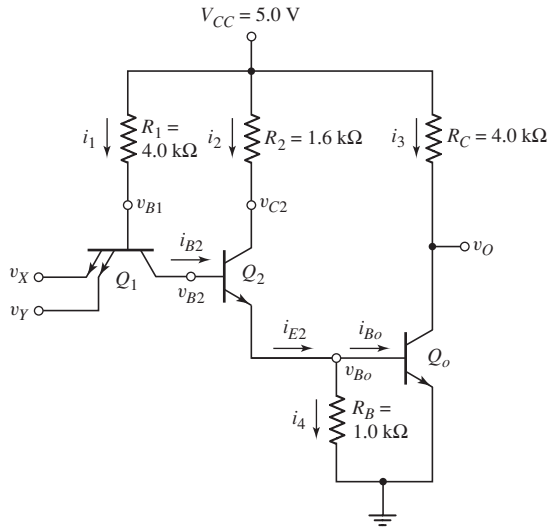 V_CC = 5.0 V
i_1
R_1 =
4.0 kΩ
i_2
R_2 = 1.6 kΩ
i_3
R_C = 4.0 kΩ
v_B1
v_C2
v_O
i_B2
v_X
Q_1
v_B2
Q_2
v_Y
i_E2
i_Bo
Q_o
v_Bo
i_4
R_B =
1.0 kΩ